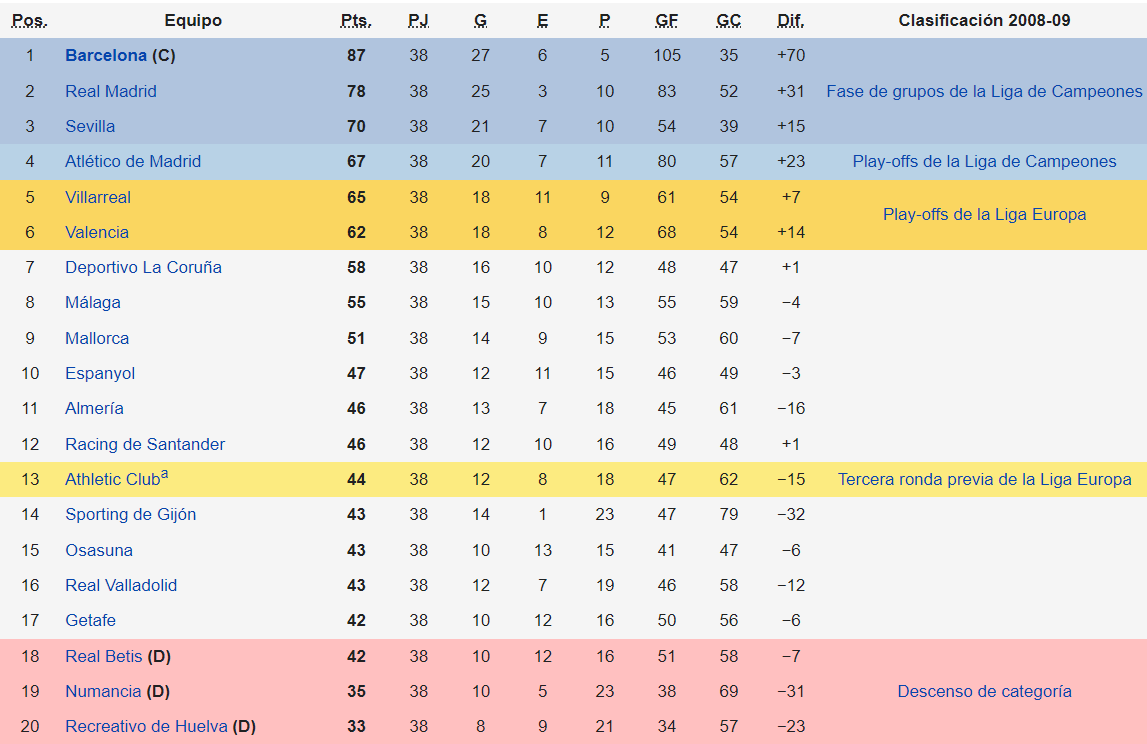 Pos. Equipo Pts. PJ G E P GF GC Dif. Clasificación 2008-09
1 Barcelona (C) 87 38 27 6 5 105 35 +70
2 Real Madrid 78 38 25 3 10 83 52 +31 Fase de grupos de la Liga de Campeones
3 Sevilla 70 38 21 7 10 54 39 +15
4 Atlético de Madrid 67 38 20 7 11 80 57 +23 Play-offs de la Liga de Campeones
5 Villarreal 65 38 18 11 9 61 54 +7
Play-offs de la Liga Europa
6 Valencia 62 38 18 8 12 68 54 +14
7 Deportivo La Coruña 58 38 16 10 12 48 47 +1
8 Málaga 55 38 15 10 13 55 59 −4
9 Mallorca 51 38 14 9 15 53 60 −7
10 Espanyol 47 38 12 11 15 46 49 −3
11 Almería 46 38 13 7 18 45 61 −16
12 Racing de Santander 46 38 12 10 16 49 48 +1
13 Athletic Club a 44 38 12 8 18 47 62 −15 Tercera ronda previa de la Liga Europa
14 Sporting de Gijón 43 38 14 1 23 47 79 −32
15 Osasuna 43 38 10 13 15 41 47 −6
16 Real Valladolid 43 38 12 7 19 46 58 −12
17 Getafe 42 38 10 12 16 50 56 −6
18 Real Betis (D) 42 38 10 12 16 51 58 −7
19 Numancia (D) 35 38 10 5 23 38 69 −31 Descenso de categoría
20 Recreativo de Huelva (D) 33 38 8 9 21 34 57 −23